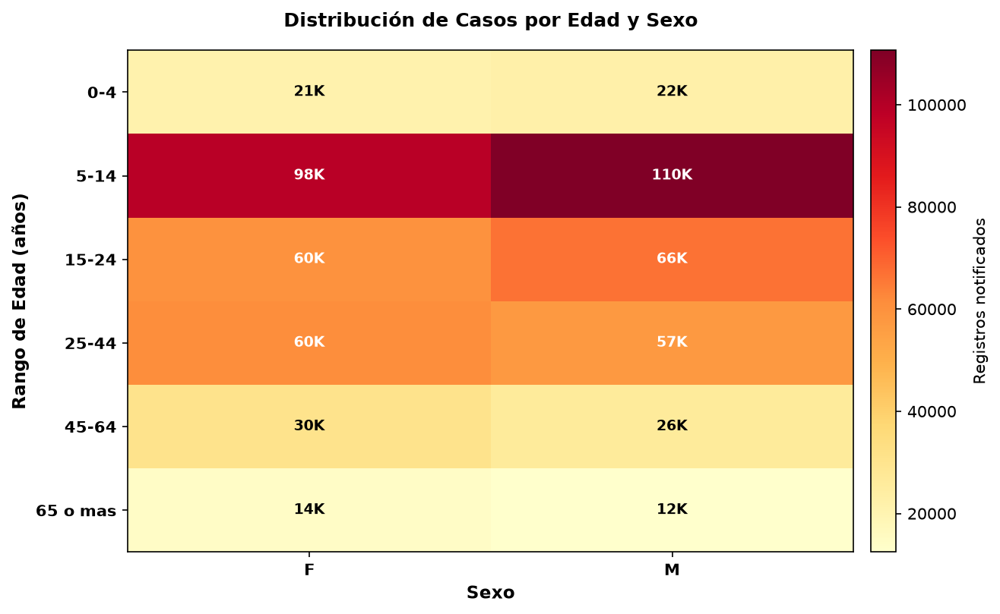 Distribución de Casos por Edad y Sexo
0-4
21K
22K
5-14
98K
110K
15-24
60K
66K
25-44
60K
57K
45-64
30K
26K
65 o mas
14K
12K
F
M
Sexo
Rango de Edad (años)
100000
80000
60000
40000
20000
Registros notificados